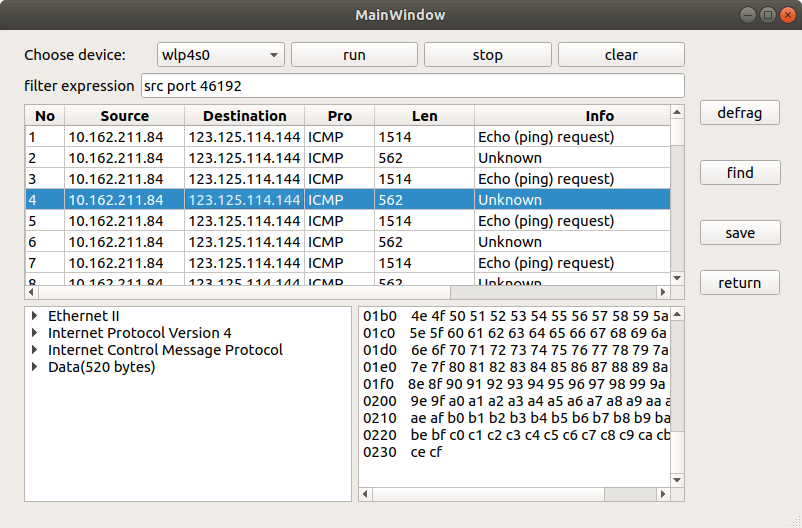 MainWindow
Choose device: wlp4s0 run stop clear
filter expression src port 46192
No Source Destination Pro Len Info
1 10.162.211.84 123.125.114.144 ICMP 1514 Echo (ping) request)
2 10.162.211.84 123.125.114.144 ICMP 562 Unknown
3 10.162.211.84 123.125.114.144 ICMP 1514 Echo (ping) request)
4 10.162.211.84 123.125.114.144 ICMP 562 Unknown
5 10.162.211.84 123.125.114.144 ICMP 1514 Echo (ping) request)
6 10.162.211.84 123.125.114.144 ICMP 562 Unknown
7 10.162.211.84 123.125.114.144 ICMP 1514 Echo (ping) request)
8 10.162.211.84 123.125.114.144 ICMP 562 Unknown
defrag
find
save
return
Ethernet II
Internet Protocol Version 4
Internet Control Message Protocol
Data(520 bytes)
01b0 4e 4f 50 51 52 53 54 55 56 57 58 59 5a
01c0 5e 5f 60 61 62 63 64 65 66 67 68 69 6a
01d0 6e 6f 70 71 72 73 74 75 76 77 78 79 7a
01e0 7e 7f 80 81 82 83 84 85 86 87 88 89 8a
01f0 8e 8f 90 91 92 93 94 95 96 97 98 99 9a
0200 9e 9f a0 a1 a2 a3 a4 a5 a6 a7 a8 a9 aa a
0210 ae af b0 b1 b2 b3 b4 b5 b6 b7 b8 b9 ba
0220 be bf c0 c1 c2 c3 c4 c5 c6 c7 c8 c9 ca cb
0230 ce cf